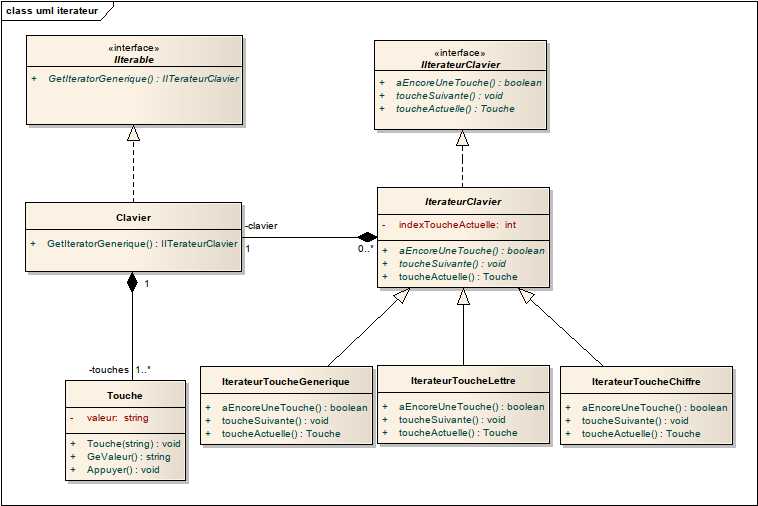 class uml iterateur
«interface»
IIterable
+ GetIteratorGenerique() : IITerateurClavier
«interface»
IIterateurClavier
+ aEncoreUneTouche() : boolean
+ toucheSuivante() : void
+ toucheActuelle() : Touche
Clavier
+ GetIteratorGenerique() : IITerateurClavier
-clavier
1
0..*
IterateurClavier
- indexToucheActuelle: int
+ aEncoreUneTouche() : boolean
+ toucheSuivante() : void
+ toucheActuelle() : Touche
1
-touches 1..*
Touche
- valeur: string
+ Touche(string) : void
+ GeValeur() : string
+ Appuyer() : void
IterateurToucheGenerique
+ aEncoreUneTouche() : boolean
+ toucheSuivante() : void
+ toucheActuelle() : Touche
IterateurToucheLettre
+ aEncoreUneTouche() : boolean
+ toucheSuivante() : void
+ toucheActuelle() : Touche
IterateurToucheChiffre
+ aEncoreUneTouche() : boolean
+ toucheSuivante() : void
+ toucheActuelle() : Touche